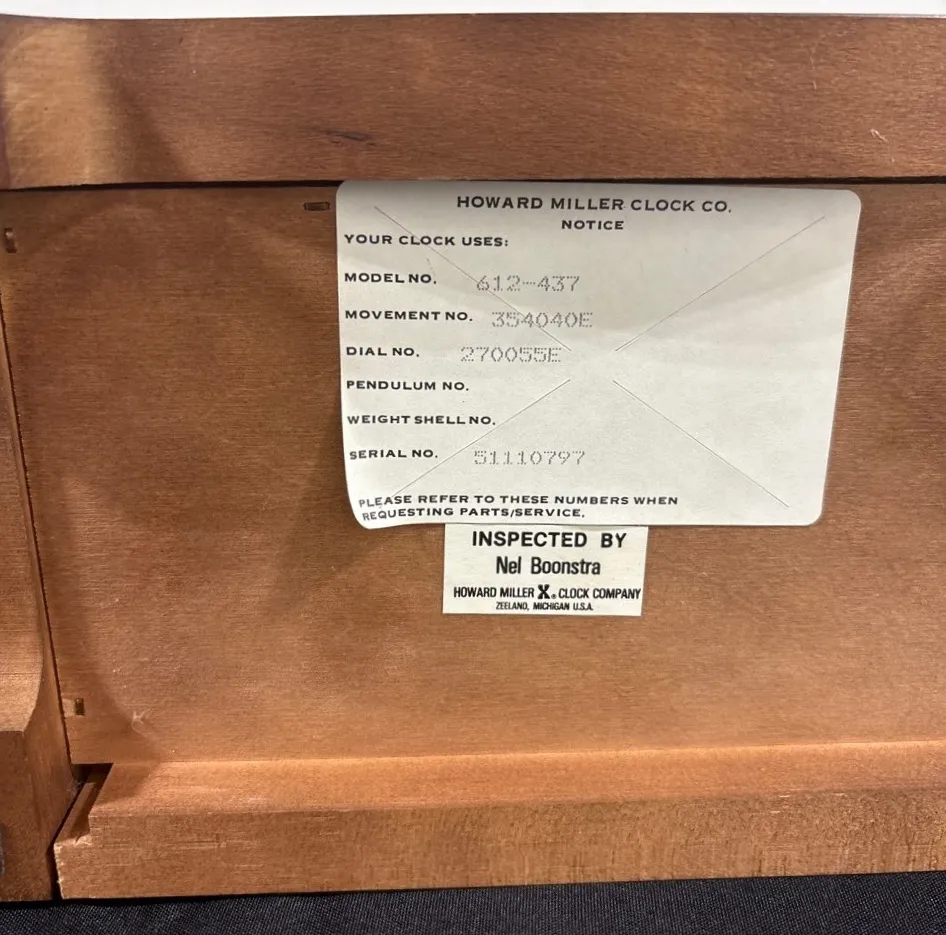 HOWARD MILLER CLOCK CO.
NOTICE
YOUR CLOCK USES:
MODEL NO. 612-437
MOVEMENT NO. 354040E
DIAL NO. 270055E
PENDULUM NO.
WEIGHT SHELL NO.
SERIAL NO. 51110797
PLEASE REFER TO THESE NUMBERS WHEN
REQUESTING PARTS/SERVICE.
INSPECTED BY
Nel Boonstra
HOWARD MILLER X® CLOCK COMPANY
ZEELAND, MICHIGAN U.S.A.